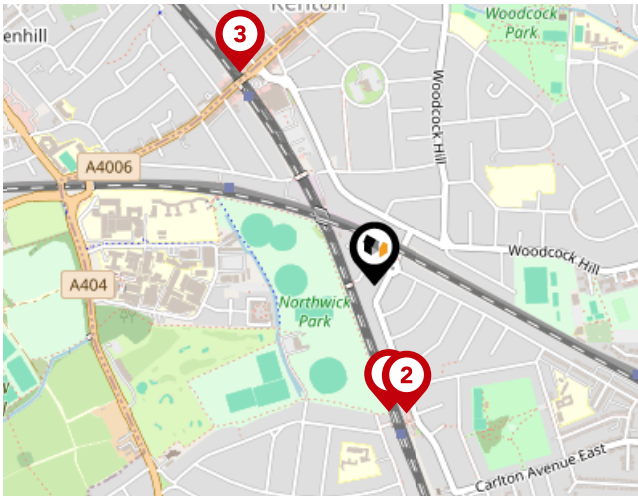 Kenton
3
Woodcock
Park
enhill
Woodcock Hill
A4006
Woodcock Hill
A404
Northwick
Park
2
Carlton Avenue East